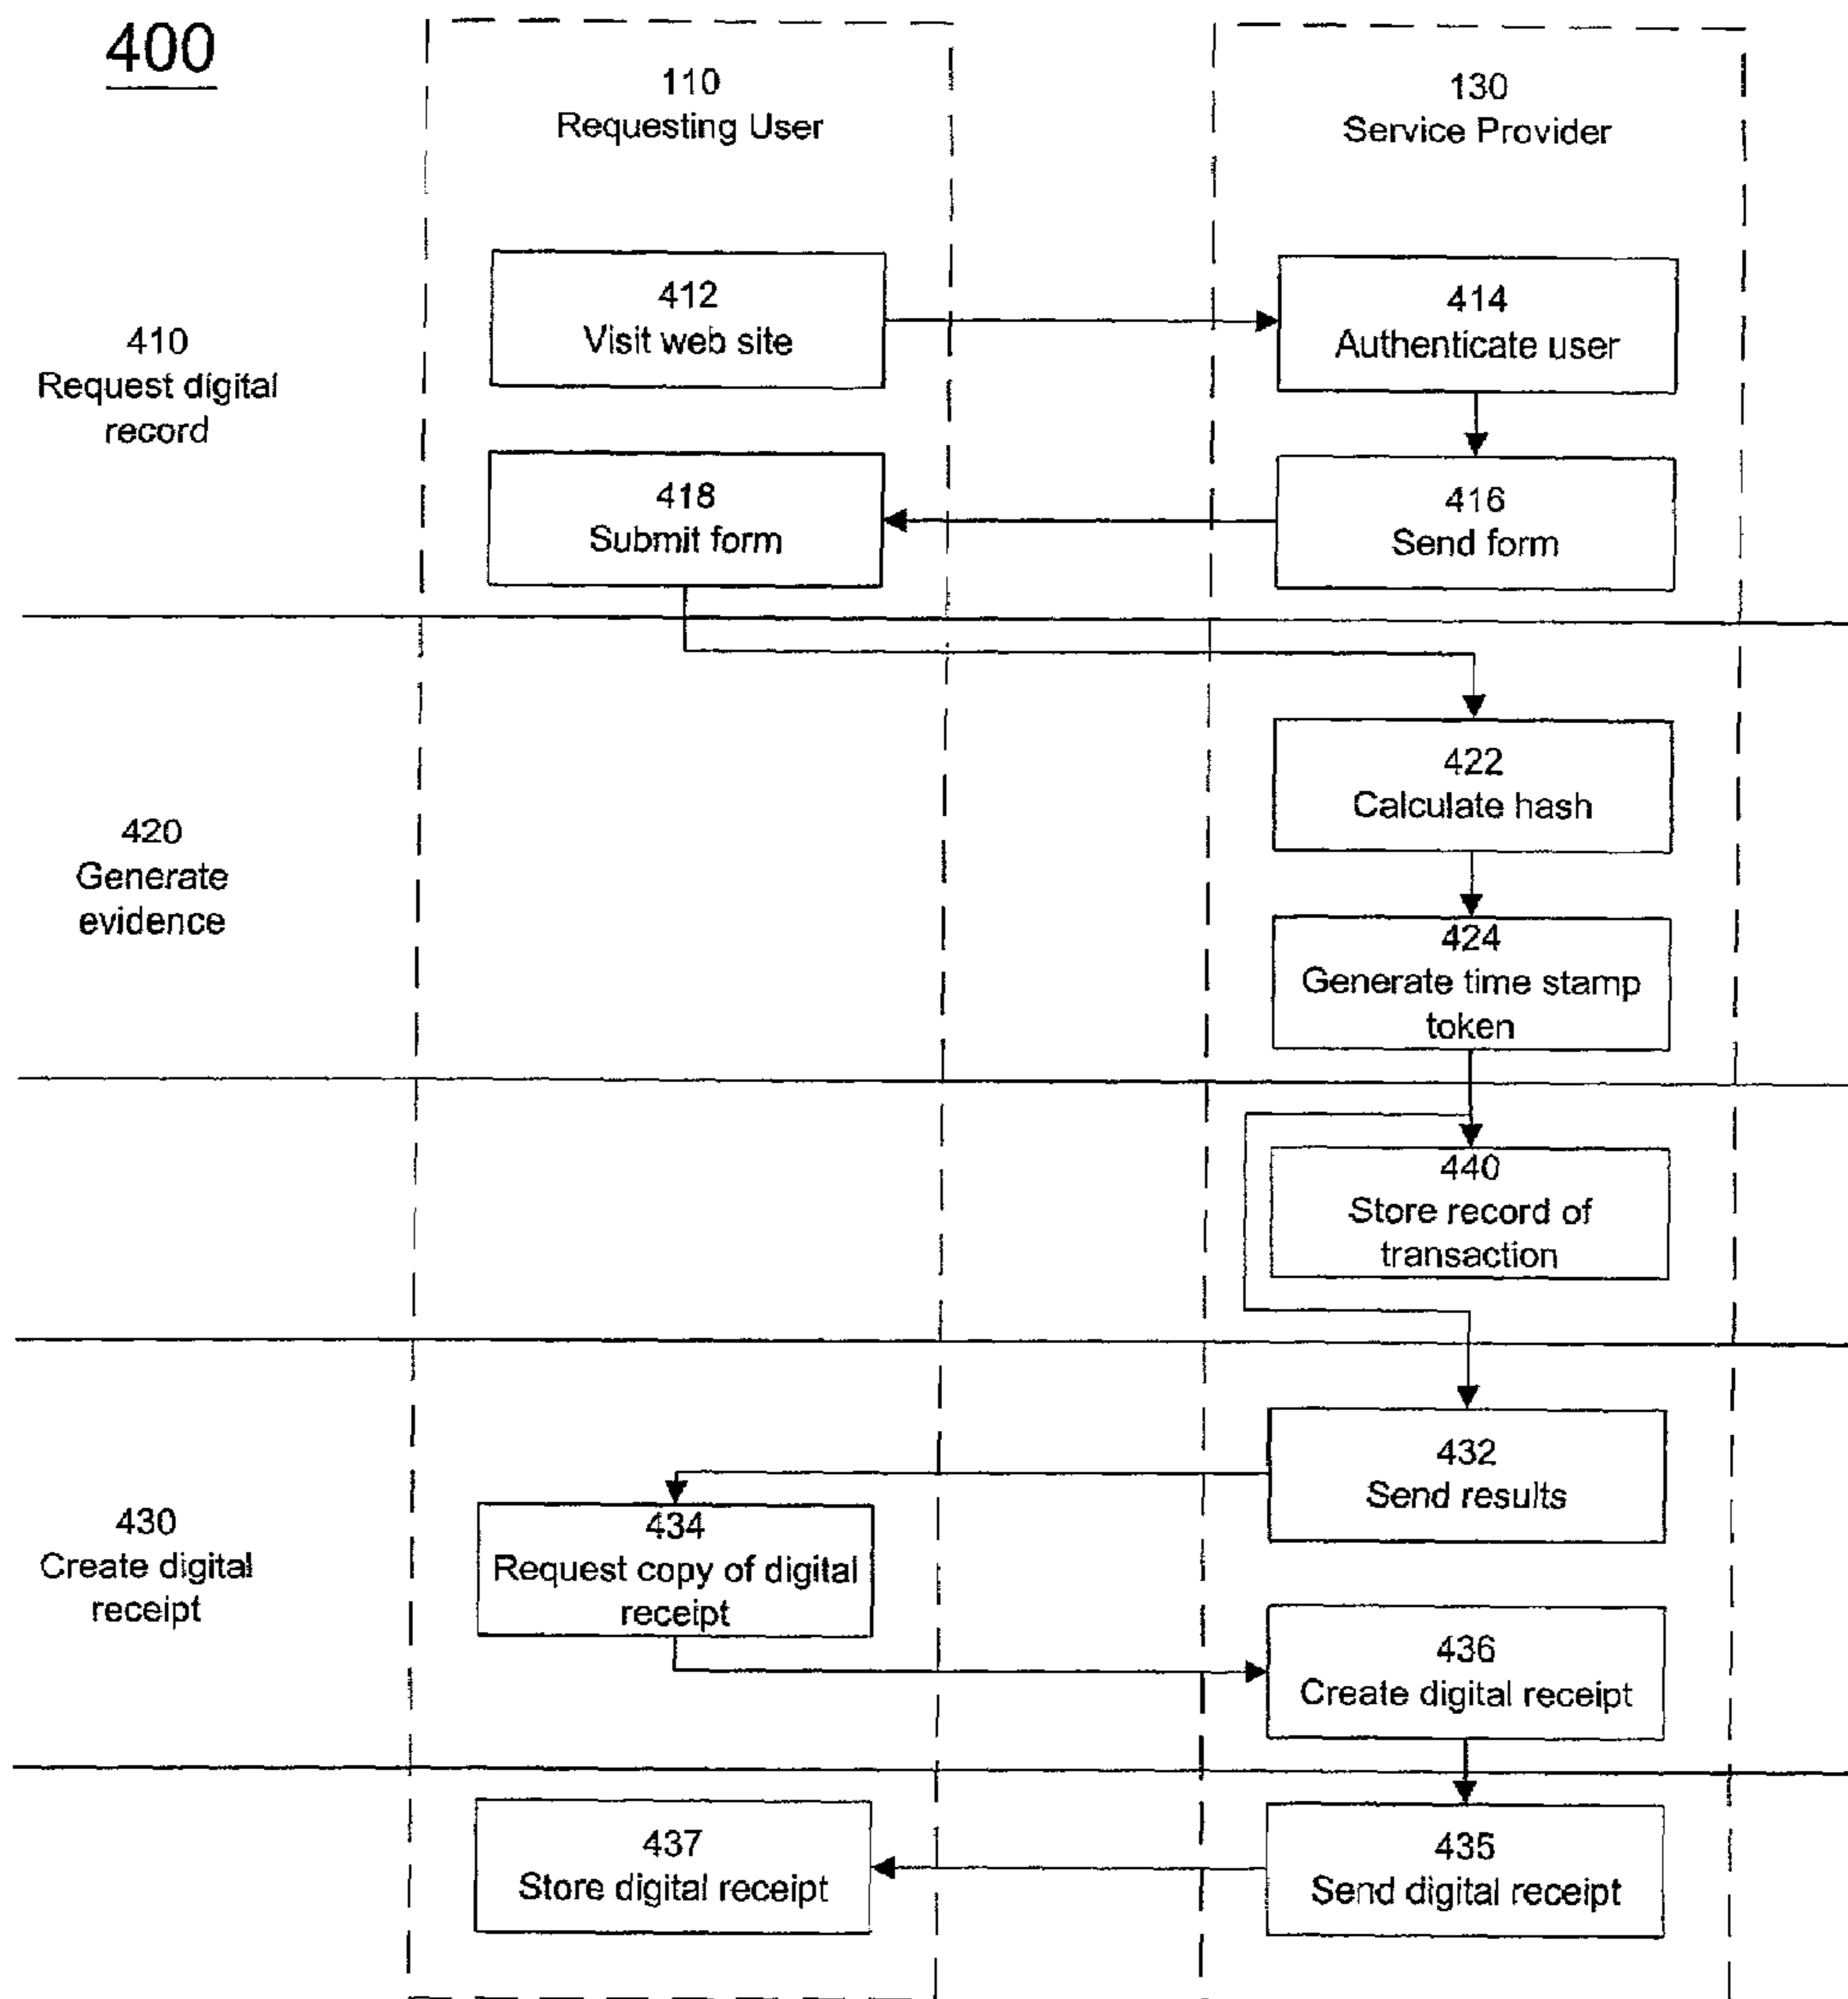 400
110
Requesting User
130
Service Provider
410
Request digital
record
412
Visit web site
414
Authenticate user
418
Submit form
416
Send form
420
Generate
evidence
422
Calculate hash
424
Generate time stamp
token
440
Store record of
transaction
430
Create digital
receipt
432
Send results
434
Request copy of digital
receipt
436
Create digital receipt
437
Store digital receipt
435
Send digital receipt